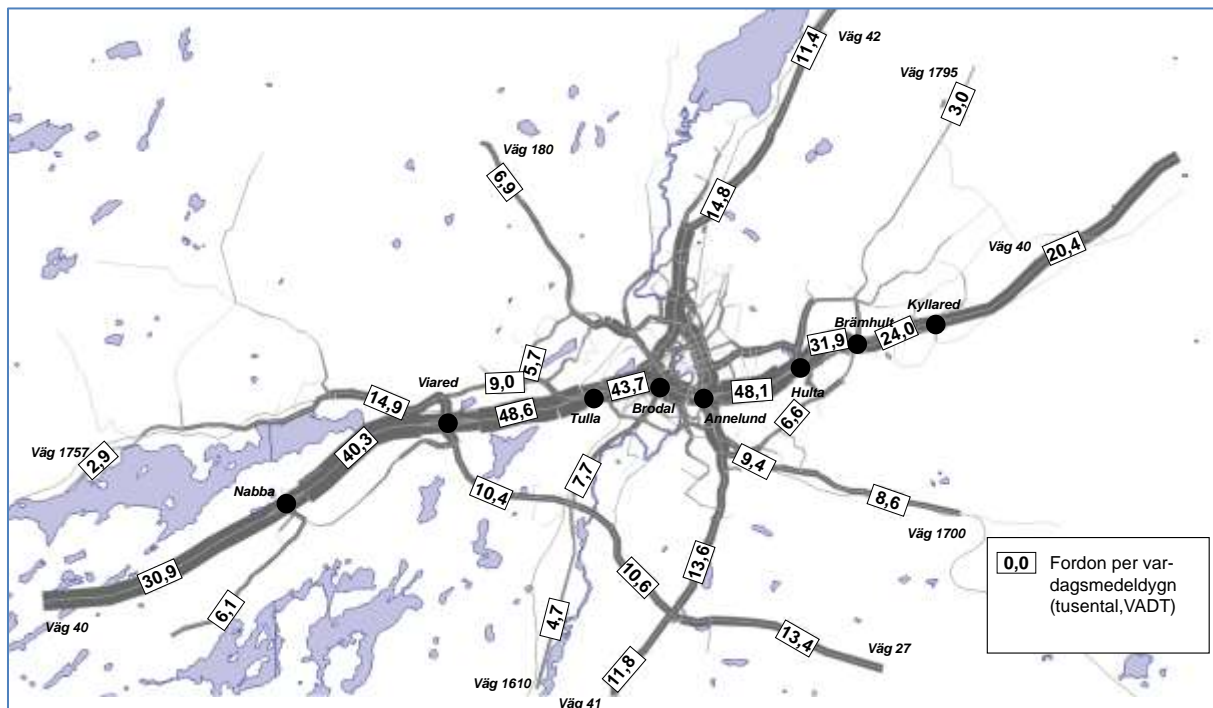 11,4
Väg 42
Väg 1795
3,0
Väg 180
6,9
14,8
Väg 40
20,4
Kyllared
Brämhult
31,9
24,0
Viared
9,0
5,7
43,7
48,1
Hulta
14,9
48,6
Tulla
Brodal
Annelund
6,6
Väg 1757
2,9
40,3
Nabba
10,4
7,7
9,4
8,6
Väg 1700
30,9
6,1
Väg 40
10,6
13,6
4,7
13,4
Väg 27
11,8
Väg 1610
Väg 41
0,0 Fordon per var-
dagsmedeldygn
(tusental,VADT)